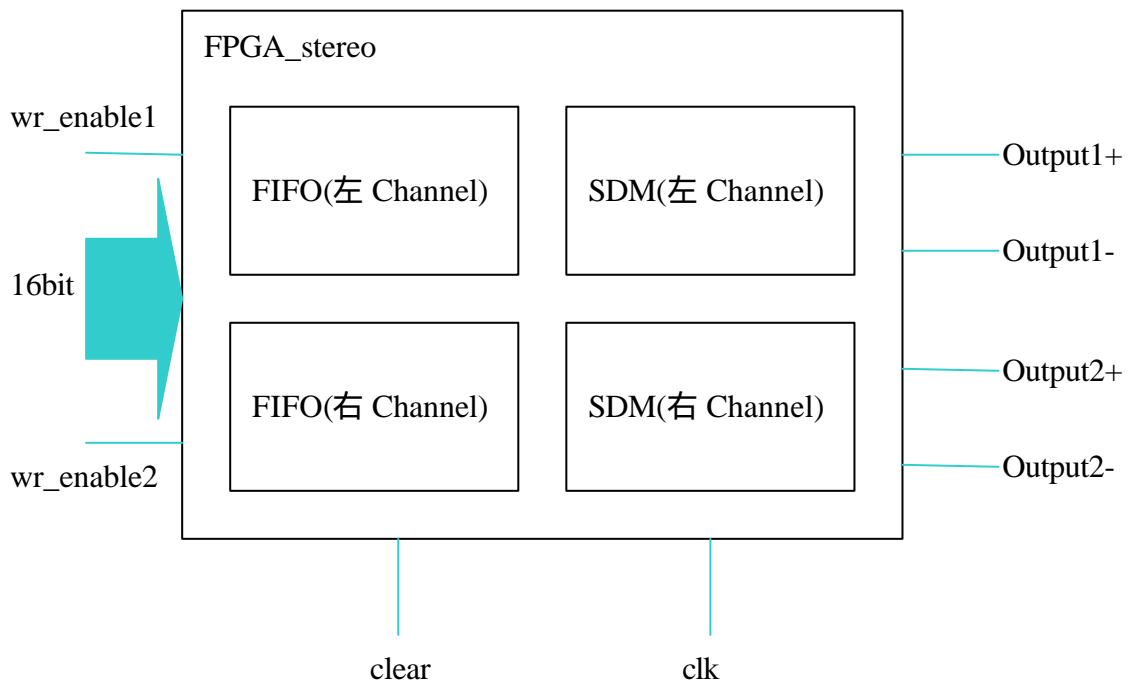 FPGA_stereo
wr_enable1
FIFO(左 Channel)
SDM(左 Channel)
Output1+
Output1-
16bit
FIFO(右 Channel)
SDM(右 Channel)
Output2+
Output2-
wr_enable2
clear
clk